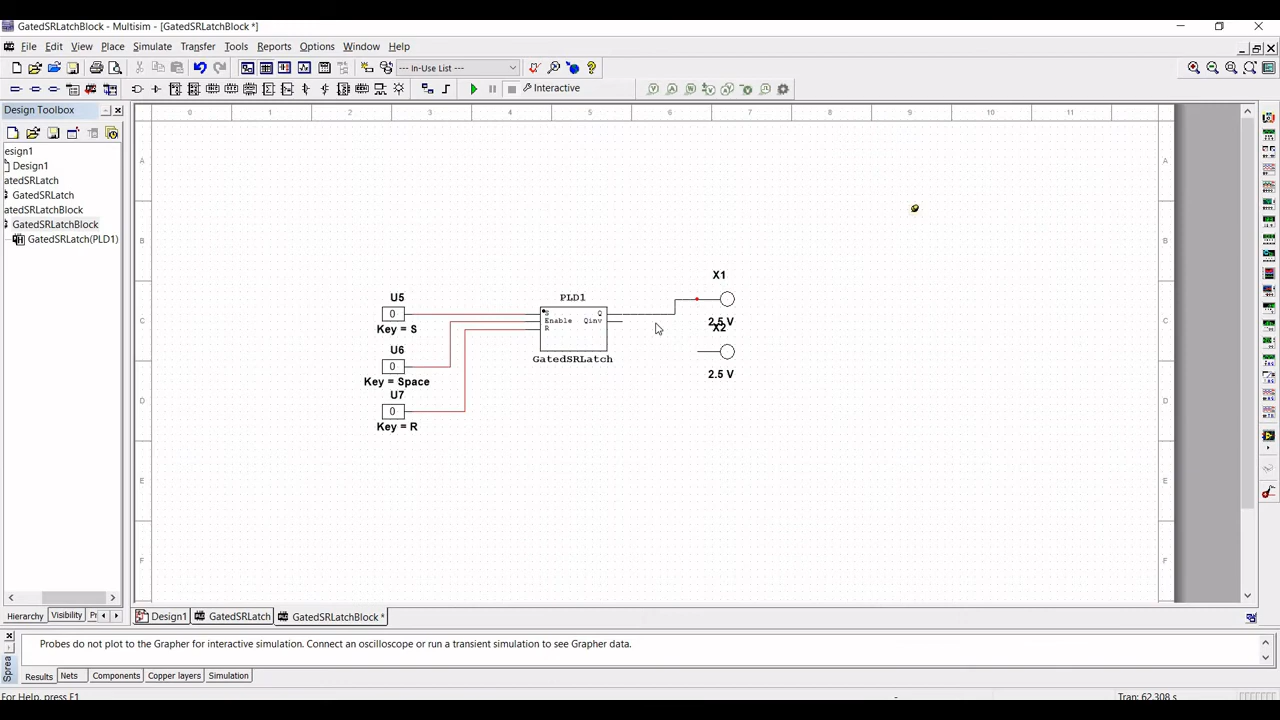 GatedSRLatchBlock - Multisim - [GatedSRLatchBlock *]
File Edit View Place Simulate Transfer Tools Reports Options Window Help
--- In-Use List ---
Interactive
Design Toolbox
esign1
Design1
atedSRLatch
GatedSRLatch
atedSRLatchBlock
GatedSRLatchBlock
GatedSRLatch(PLD1)
Hierarchy Visibility Pr
0 1 2 3 4 5 6 7 8 9 10 11
A A
B B
C C
D D
E E
F F
U5
0
Key = S
U6
0
Key = Space
U7
0
Key = R
PLD1
S Q
Enable Qinv
R
GatedSRLatch
X1
2.5 V
X2
2.5 V
Design1 GatedSRLatch GatedSRLatchBlock *
Sprea
Probes do not plot to the Grapher for interactive simulation. Connect an oscilloscope or run a transient simulation to see Grapher data.
Results Nets Components Copper layers Simulation
For Help, press F1 - Tran: 62.308 s